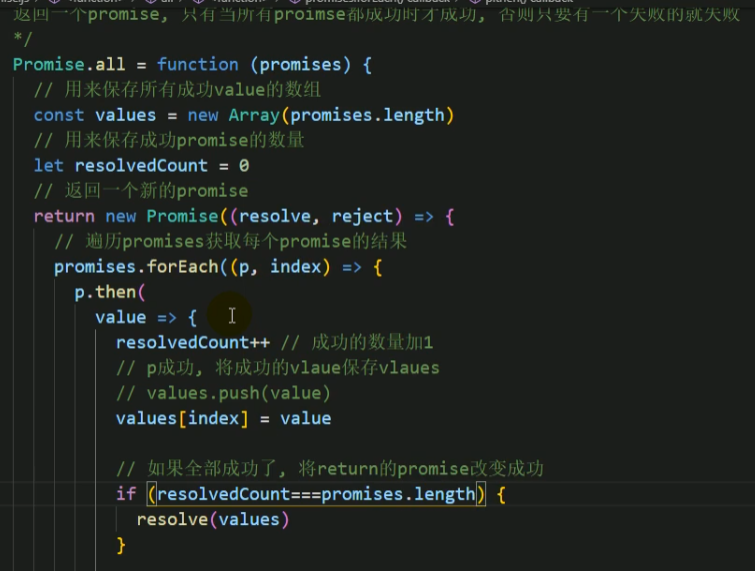 返回一个promise, 只有当所有proimse都成功时才成功, 否则只要有一个失败的就失败
*/
Promise.all = function (promises) {
// 用来保存所有成功value的数组
const values = new Array(promises.length)
// 用来保存成功promise的数量
let resolvedCount = 0
// 返回一个新的promise
return new Promise((resolve, reject) => {
// 遍历promises获取每个promise的结果
promises.forEach((p, index) => {
p.then(
value => {
resolvedCount++ // 成功的数量加1
// p成功, 将成功的vlaue保存vlaues
// values.push(value)
values[index] = value
// 如果全部成功了, 将return的promise改变成功
if (resolvedCount===promises.length) {
resolve(values)
}